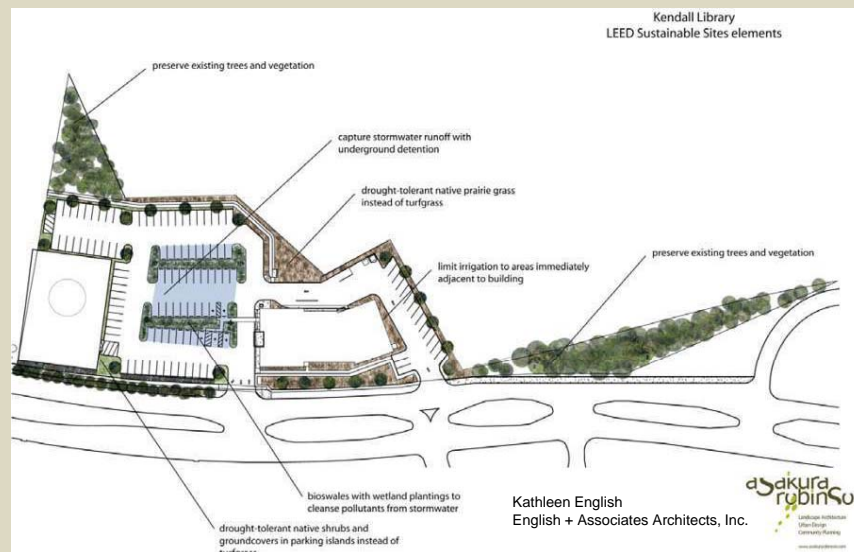 Kendall Library
LEED Sustainable Sites elements
preserve existing trees and vegetation
capture stormwater runoff with
underground detention
drought-tolerant native prairie grass
instead of turfgrass
limit irrigation to areas immediately
adjacent to building
preserve existing trees and vegetation
bioswales with wetland plantings to
cleanse pollutants from stormwater
drought-tolerant native shrubs and
groundcovers in parking islands instead of
turfgrass
Kathleen English
English + Associates Architects, Inc.
asakura
robinso
Landscape Architecture
Urban Design
Community Planning